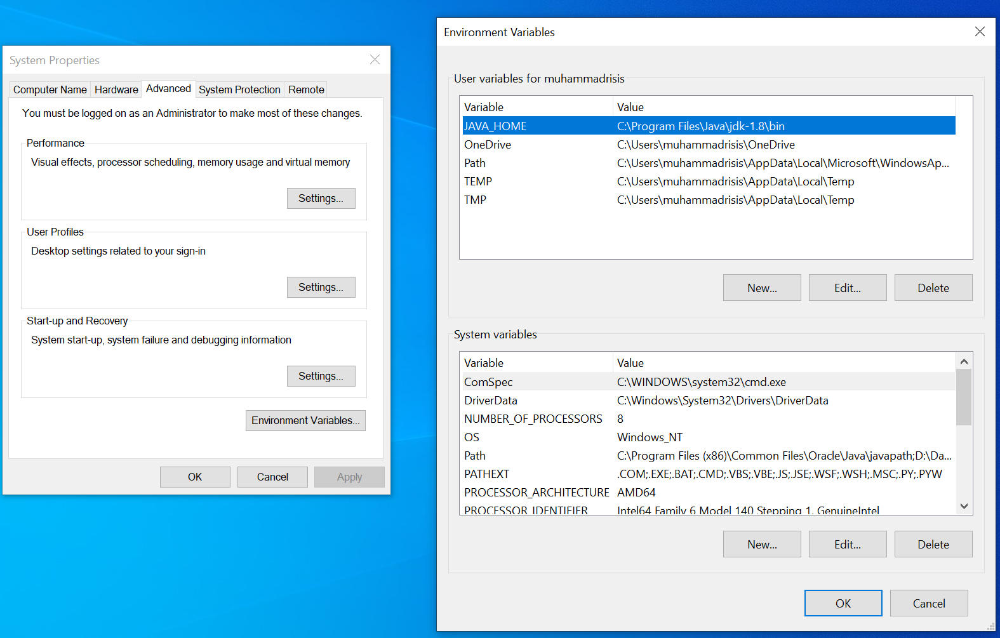 System Properties
Computer Name Hardware Advanced System Protection Remote
You must be logged on as an Administrator to make most of these changes.
Performance
Visual effects, processor scheduling, memory usage and virtual memory
Settings...
User Profiles
Desktop settings related to your sign-in
Settings...
Start-up and Recovery
System start-up, system failure and debugging information
Settings...
Environment Variables...
OK Cancel Apply
Environment Variables
User variables for muhammadrisis
Variable Value
JAVA_HOME C:\Program Files\Java\jdk-1.8\bin
OneDrive C:\Users\muhammadrisis\OneDrive
Path C:\Users\muhammadrisis\AppData\Local\Microsoft\WindowsAp...
TEMP C:\Users\muhammadrisis\AppData\Local\Temp
TMP C:\Users\muhammadrisis\AppData\Local\Temp
New... Edit... Delete
System variables
Variable Value
ComSpec C:\WINDOWS\system32\cmd.exe
DriverData C:\Windows\System32\Drivers\DriverData
NUMBER_OF_PROCESSORS 8
OS Windows_NT
Path C:\Program Files (x86)\Common Files\Oracle\Java\javapath;D:\Da...
PATHEXT .COM;.EXE;.BAT;.CMD;.VBS;.VBE;.JS;.JSE;.WSF;.WSH;.MSC;.PY;.PYW
PROCESSOR_ARCHITECTURE AMD64
PROCESSOR_IDENTIFIER Intel64 Family 6 Model 140 Stepping 1, GenuineIntel
New... Edit... Delete
OK Cancel